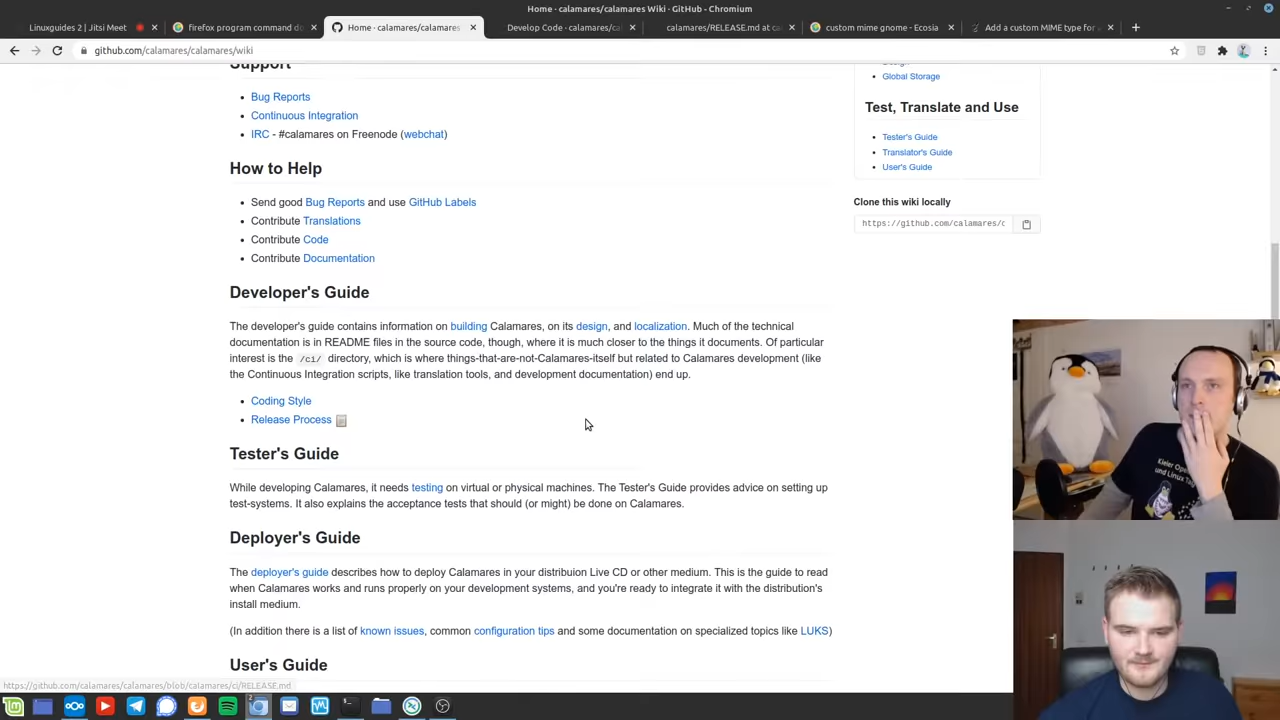 Home · calamares/calamares Wiki · GitHub - Chromium
Linuxguides 2 | Jitsi Meet
firefox program command d
Home · calamares/calamares
Develop Code · calamares/ca
calamares/RELEASE.md at ca
custom mime gnome - Ecosia
Add a custom MIME type for
github.com/calamares/calamares/wiki
Support
Bug Reports
Continuous Integration
IRC - #calamares on Freenode (webchat)
How to Help
Send good Bug Reports and use GitHub Labels
Contribute Translations
Contribute Code
Contribute Documentation
Developer's Guide
The developer's guide contains information on building Calamares, on its design, and localization. Much of the technical
documentation is in README files in the source code, though, where it is much closer to the things it documents. Of particular
interest is the /ci/ directory, which is where things-that-are-not-Calamares-itself but related to Calamares development (like
the Continuous Integration scripts, like translation tools, and development documentation) end up.
Coding Style
Release Process
Tester's Guide
While developing Calamares, it needs testing on virtual or physical machines. The Tester's Guide provides advice on setting up
test-systems. It also explains the acceptance tests that should (or might) be done on Calamares.
Deployer's Guide
The deployer's guide describes how to deploy Calamares in your distribuion Live CD or other medium. This is the guide to read
when Calamares works and runs properly on your development systems, and you're ready to integrate it with the distribution's
install medium.
(In addition there is a list of known issues, common configuration tips and some documentation on specialized topics like LUKS)
User's Guide
https://github.com/calamares/calamares/blob/calamares/ci/RELEASE.md
Global Storage
Test, Translate and Use
Tester's Guide
Translator's Guide
User's Guide
Clone this wiki locally
https://github.com/calamares/c
Kieler Open
und Linux Tag